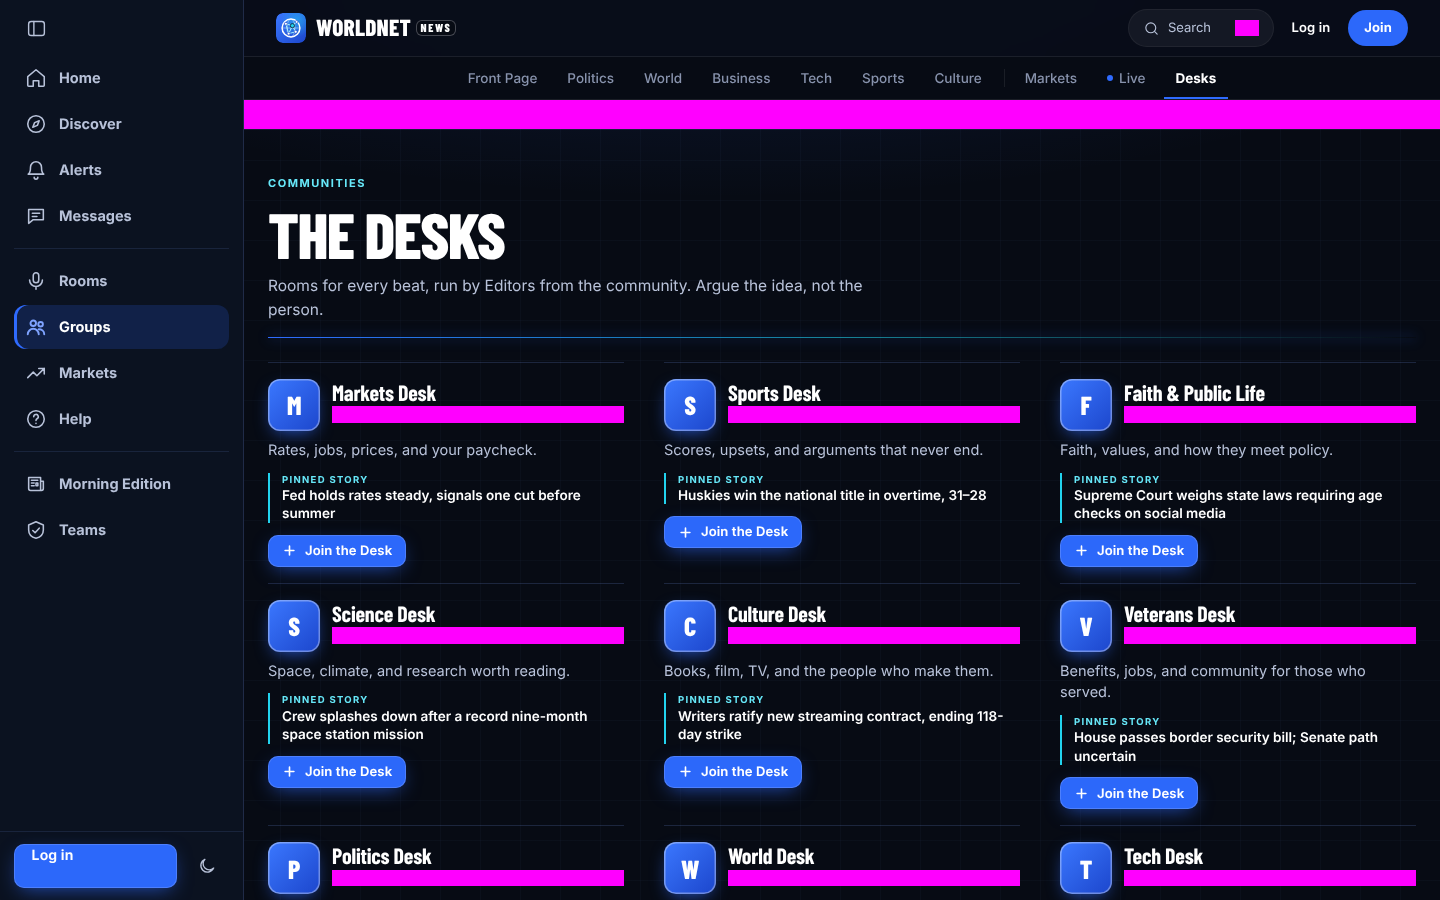 Home
Discover
Alerts
Messages
Rooms
Groups
Markets
Help
Morning Edition
Teams
Log in
WORLDNET NEWS
Search
Log in
Join
Front Page
Politics
World
Business
Tech
Sports
Culture
Markets
Live
Desks
COMMUNITIES
THE DESKS
Rooms for every beat, run by Editors from the community. Argue the idea, not the
person.
M
Markets Desk
Rates, jobs, prices, and your paycheck.
PINNED STORY
Fed holds rates steady, signals one cut before
summer
Join the Desk
S
Sports Desk
Scores, upsets, and arguments that never end.
PINNED STORY
Huskies win the national title in overtime, 31–28
Join the Desk
F
Faith & Public Life
Faith, values, and how they meet policy.
PINNED STORY
Supreme Court weighs state laws requiring age
checks on social media
Join the Desk
S
Science Desk
Space, climate, and research worth reading.
PINNED STORY
Crew splashes down after a record nine-month
space station mission
Join the Desk
C
Culture Desk
Books, film, TV, and the people who make them.
PINNED STORY
Writers ratify new streaming contract, ending 118-
day strike
Join the Desk
V
Veterans Desk
Benefits, jobs, and community for those who
served.
PINNED STORY
House passes border security bill; Senate path
uncertain
Join the Desk
P
Politics Desk
W
World Desk
T
Tech Desk